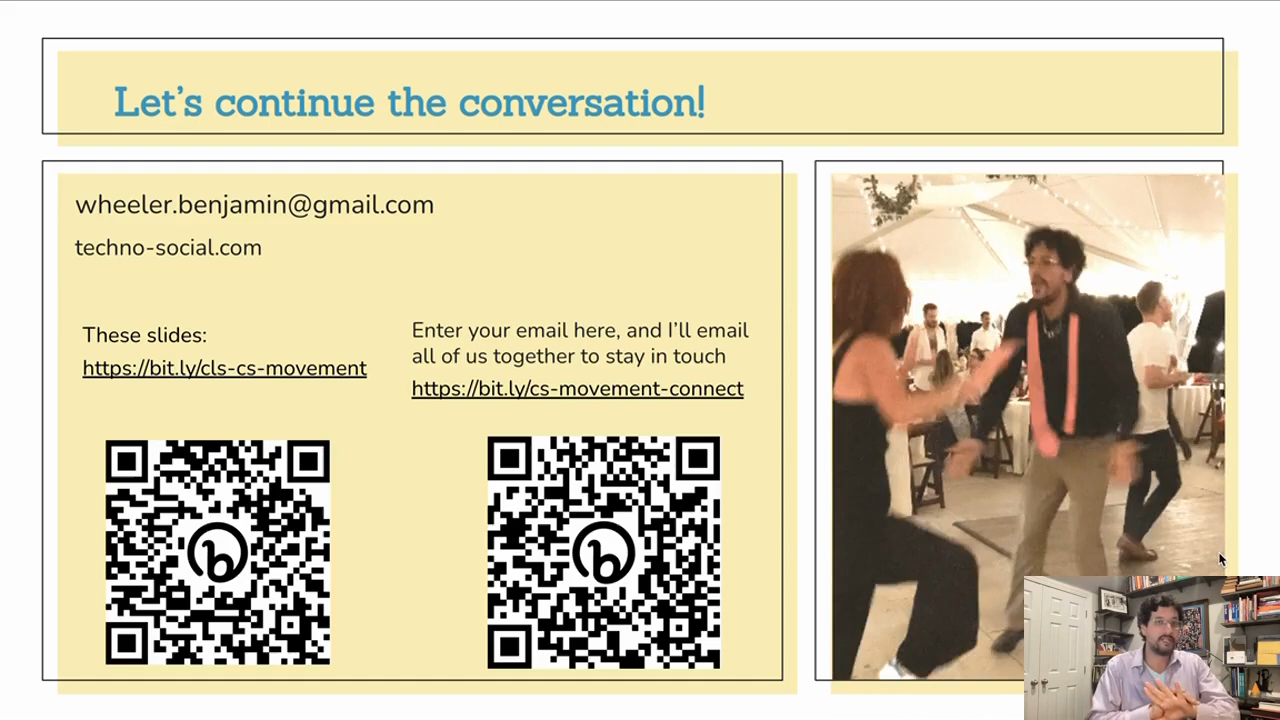 Let's continue the conversation!
wheeler.benjamin@gmail.com
techno-social.com
These slides:
https://bit.ly/cls-cs-movement
Enter your email here, and I'll email
all of us together to stay in touch
https://bit.ly/cs-movement-connect